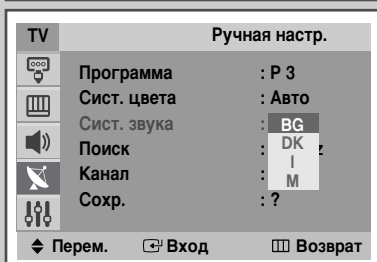 TV Ручная настр.
Программа : P 3
Сист. цвета : Авто
Сист. звука : BG
DK
Поиск : z
I
Канал :
M
Сохр. : ?
Перем. Вход Возврат